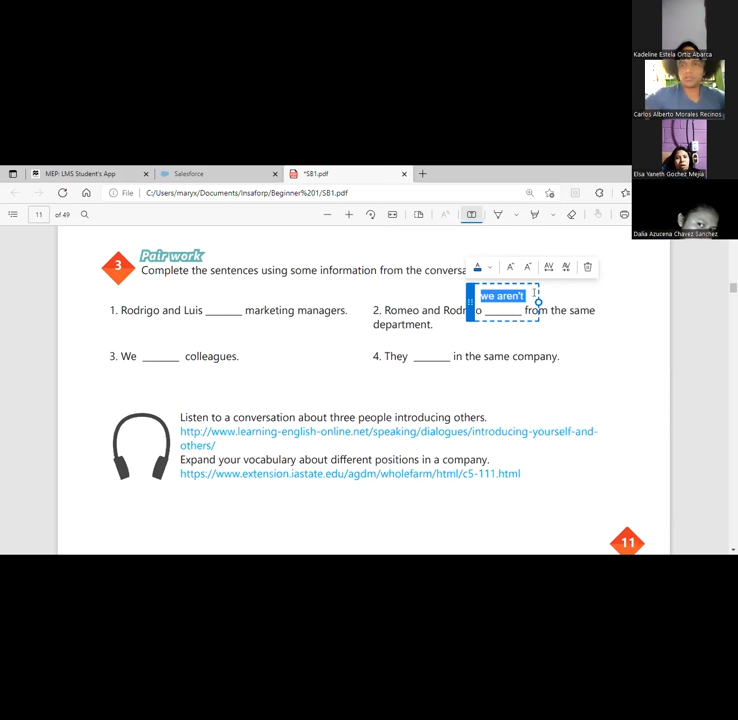 Kadeline Estela Ortiz Abarca
Carlos Alberto Morales Recinos
Elsa Yaneth Gochez Mejia
Dalia Azucena Chavez Sanchez
MEP: LMS Student's App
Salesforce
*SB1.pdf
File
C:/Users/maryx/Documents/Insaforp/Beginner%201/SB1.pdf
11 of 49
3 Pair work
Complete the sentences using some information from the conversa
we aren't
1. Rodrigo and Luis _______ marketing managers.
2. Romeo and Rodr o _______ from the same
department.
3. We _______ colleagues.
4. They _______ in the same company.
Listen to a conversation about three people introducing others.
http://www.learning-english-online.net/speaking/dialogues/introducing-yourself-and-
others/
Expand your vocabulary about different positions in a company.
https://www.extension.iastate.edu/agdm/wholefarm/html/c5-111.html
11